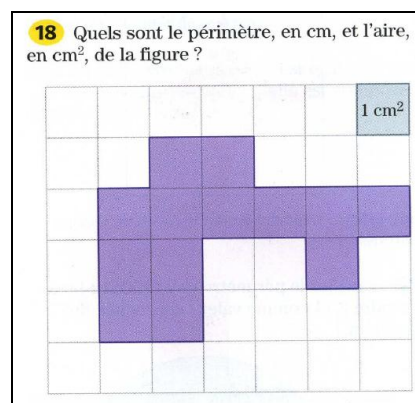 18 Quels sont le périmètre, en cm, et l'aire,
en cm², de la figure ?
1 cm²